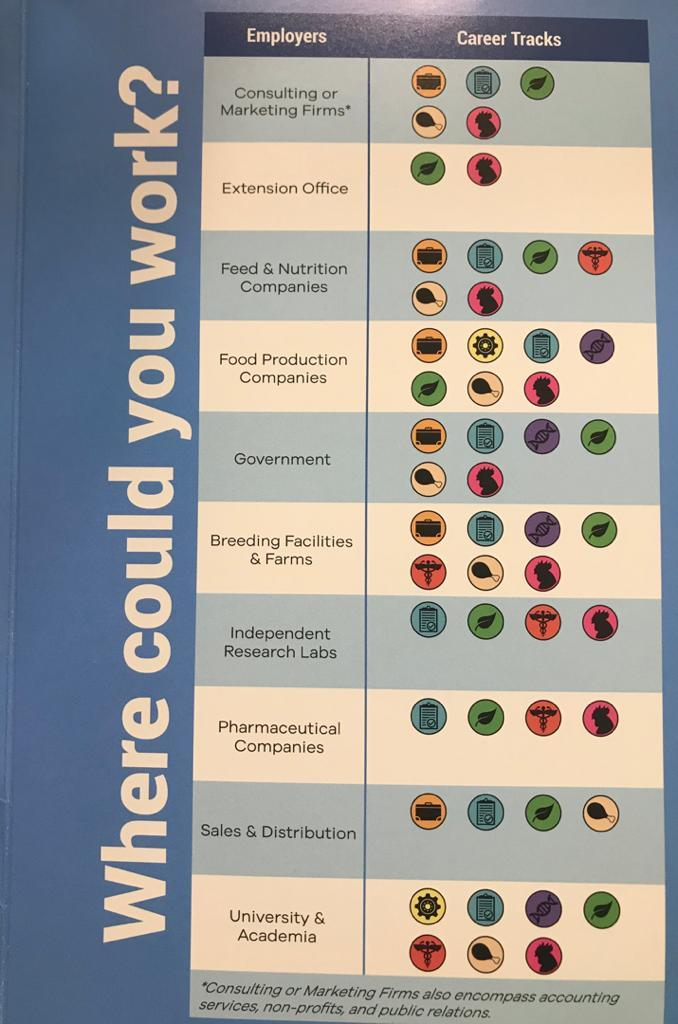 Where could you work?
Employers
Career Tracks
Consulting or
Marketing Firms*
Extension Office
Feed & Nutrition
Companies
Food Production
Companies
Government
Breeding Facilities
& Farms
Independent
Research Labs
Pharmaceutical
Companies
Sales & Distribution
University &
Academia
*Consulting or Marketing Firms also encompass accounting
services, non-profits, and public relations.